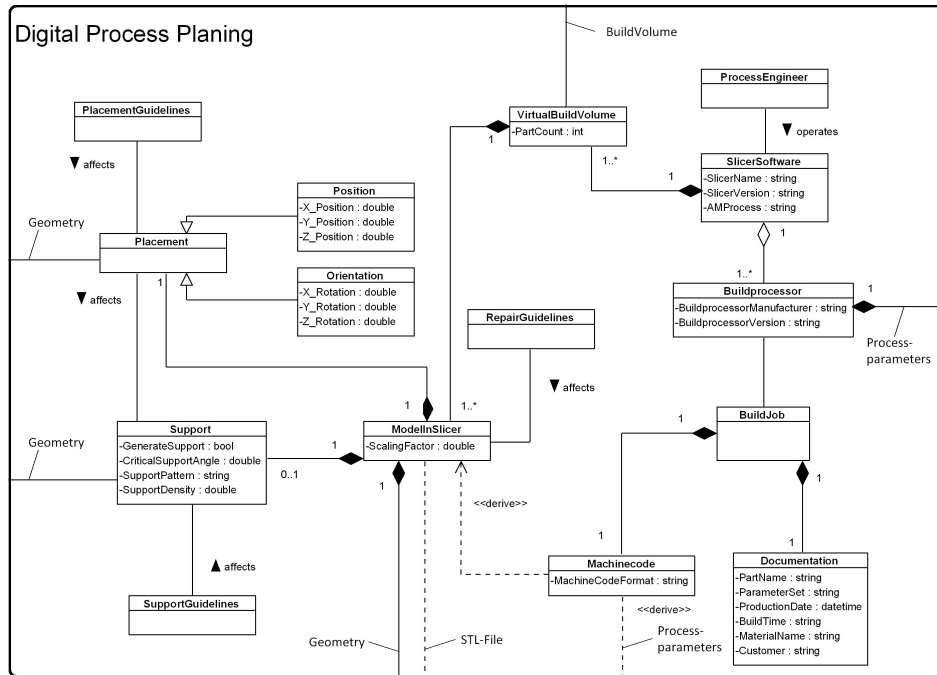 Digital Process Planing
BuildVolume
ProcessEngineer
PlacementGuidelines
VirtualBuildVolume
-PartCount : int
1
▼ operates
1..*
▼ affects
SlicerSoftware
-SlicerName : string
-SlicerVersion : string
-AMProcess : string
1
1
Position
-X_Position : double
-Y_Position : double
-Z_Position : double
Geometry
Placement
1
▼ affects
Orientation
-X_Rotation : double
-Y_Rotation : double
-Z_Rotation : double
1..*
Buildprocessor
-BuildprocessorManufacturer : string
-BuildprocessorVersion : string
1
RepairGuidelines
Process-
parameters
▼ affects
1
1..*
BuildJob
1
1
Support
-GenerateSupport : bool
-CriticalSupportAngle : double
-SupportPattern : string
-SupportDensity : double
1
0..1
ModelInSlicer
-ScalingFactor : double
1
Geometry
<<derive>>
1
1
▲ affects
Machinecode
-MachineCodeFormat : string
Documentation
-PartName : string
-ParameterSet : string
-ProductionDate : datetime
-BuildTime : string
-MaterialName : string
-Customer : string
SupportGuidelines
<<derive>>
Geometry
STL-File
Process-
parameters